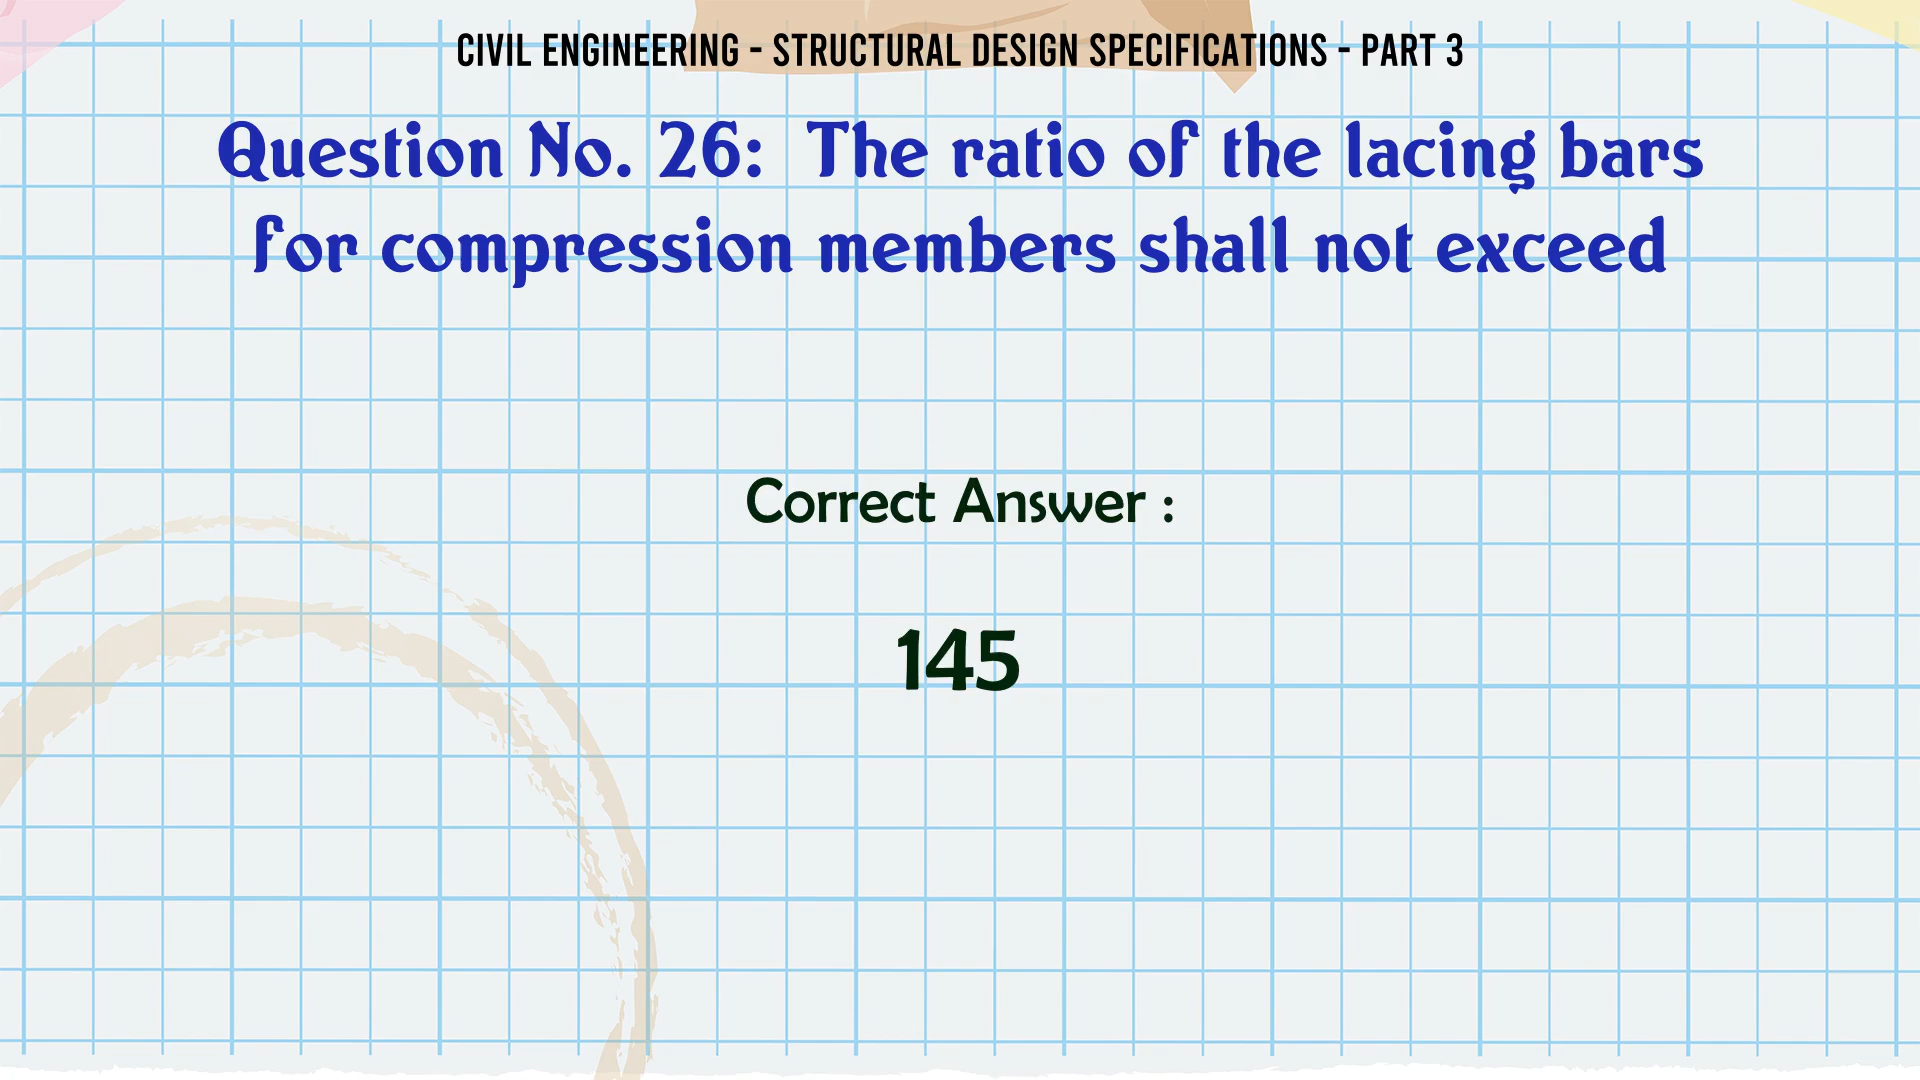 CIVIL ENGINEERING - STRUCTURAL DESIGN SPECIFICATIONS - PART 3
Question No. 26: The ratio of the lacing bars
for compression members shall not exceed
Correct Answer :
145